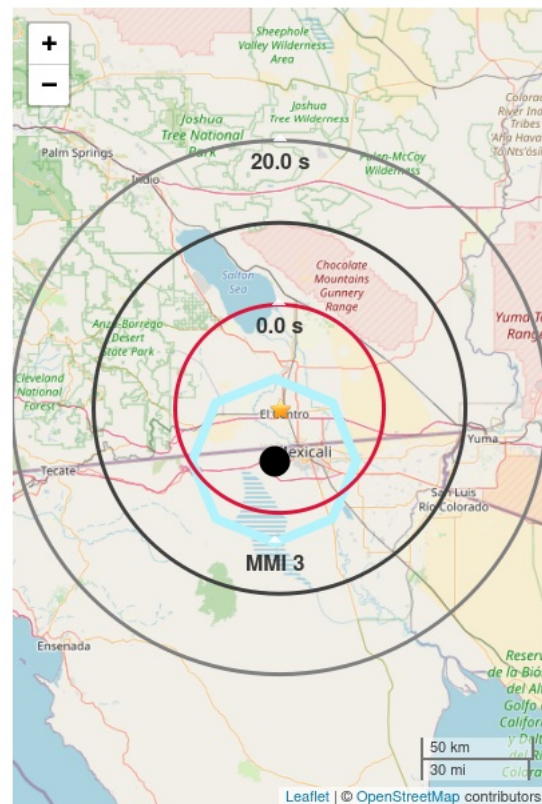 +
−
Sheephole
Valley Wilderness
Area
Joshua
Tree National
Park
Joshua
Tree Wilderness
Palm Springs
Indio
20.0 s
Palen-McCoy
Wilderness
Salton
Sea
Chocolate
Mountains
Gunnery
Range
0.0 s
Anza-Borrego
Desert
State Park
Cleveland
National
Forest
El Centro
Mexicali
Yuma
Tecate
San Luis
Río Colorado
MMI 3
Ensenada
50 km
30 mi
Leaflet | © OpenStreetMap contributors